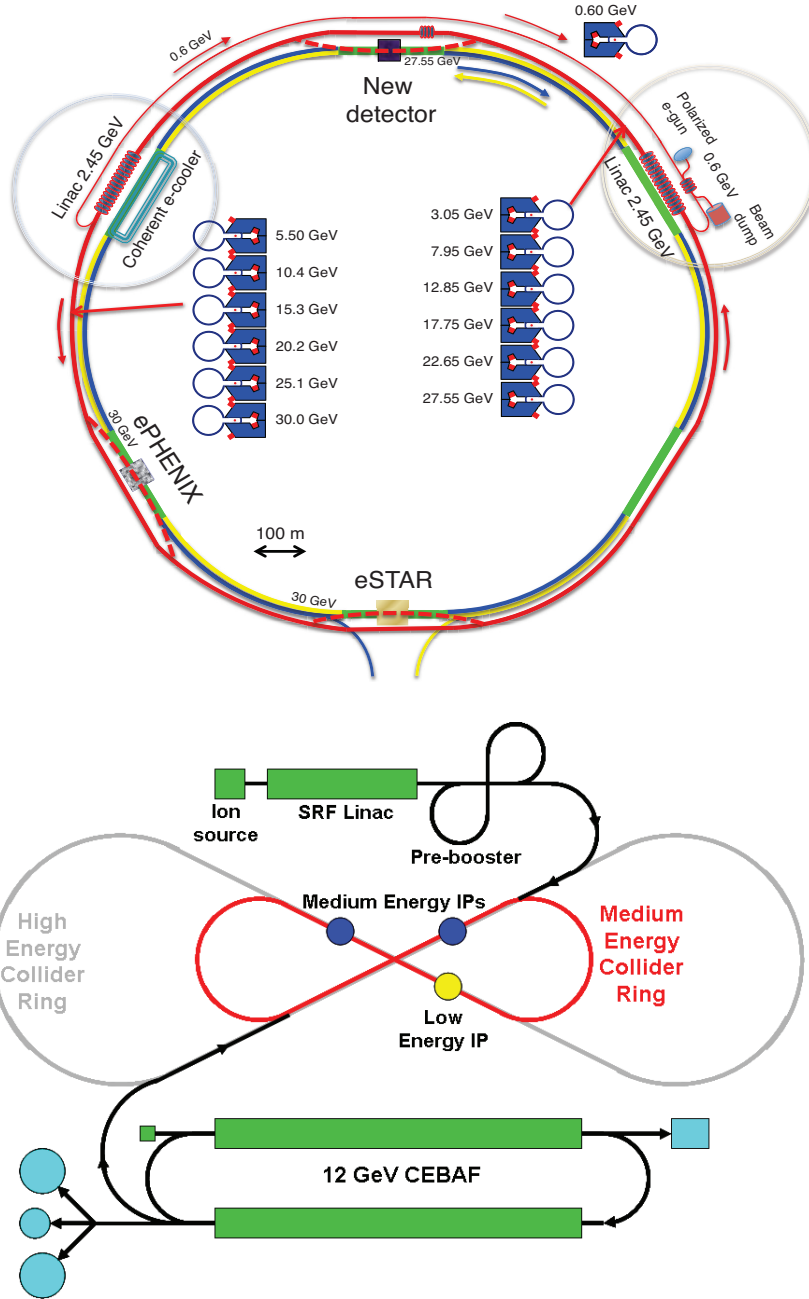 0.60 GeV
0.6 GeV
27.55 GeV
New
detector
Linac 2.45 GeV
Coherent e-cooler
Polarized
e-gun
0.6 GeV
Beam
dump
Linac 2.45 GeV
5.50 GeV
10.4 GeV
15.3 GeV
20.2 GeV
25.1 GeV
30.0 GeV
3.05 GeV
7.95 GeV
12.85 GeV
17.75 GeV
22.65 GeV
27.55 GeV
30 GeV
ePHENIX
100 m
eSTAR
30 GeV
Ion
source
SRF Linac
Pre-booster
Medium Energy IPs
High
Energy
Collider
Ring
Medium
Energy
Collider
Ring
Low
Energy IP
12 GeV CEBAF